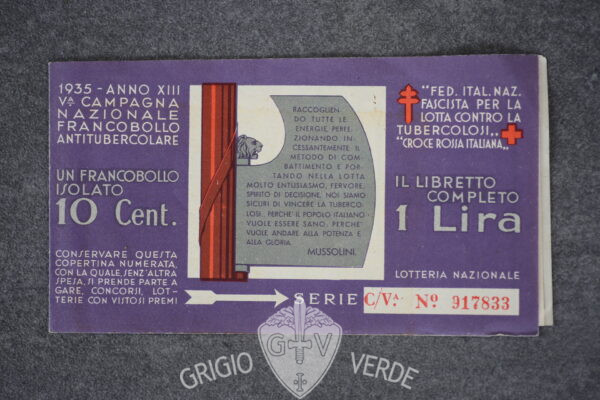 1935 - ANNO XIII
Vª CAMPAGNA
NAZIONALE
FRANCOBOLLO
ANTITUBERCOLARE
UN FRANCOBOLLO
ISOLATO
10 Cent.
CONSERVARE QUESTA
COPERTINA NUMERATA,
CON LA QUALE, SENZ'ALTRA
SPESA, SI PRENDE PARTE A
GARE, CONCORSI, LOT-
TERIE CON VISTOSI PREMI
RACCOGLIEN-
DO TUTTE LE
ENERGIE, PERFE-
ZIONANDO IN-
CESSANTEMENTE IL
METODO DI COM-
BATTIMENTO E POR-
TANDO NELLA LOTTA
MOLTO ENTUSIASMO, FERVORE,
SPIRITO DI DECISIONE, NOI SIAMO
SICURI DI VINCERE LA TUBERCO-
LOSI, PERCHE' IL POPOLO ITALIANO
VUOLE ESSERE SANO, PERCHE'
VUOLE ANDARE ALLA POTENZA E
ALLA GLORIA.
MUSSOLINI.
"FED. ITAL. NAZ.
FASCISTA PER LA
LOTTA CONTRO LA
TUBERCOLOSI„
"CROCE ROSSA ITALIANA„
IL LIBRETTO
COMPLETO
1 Lira
LOTTERIA NAZIONALE
SERIE C/Vª. Nº 917833
G V
GRIGIO VERDE